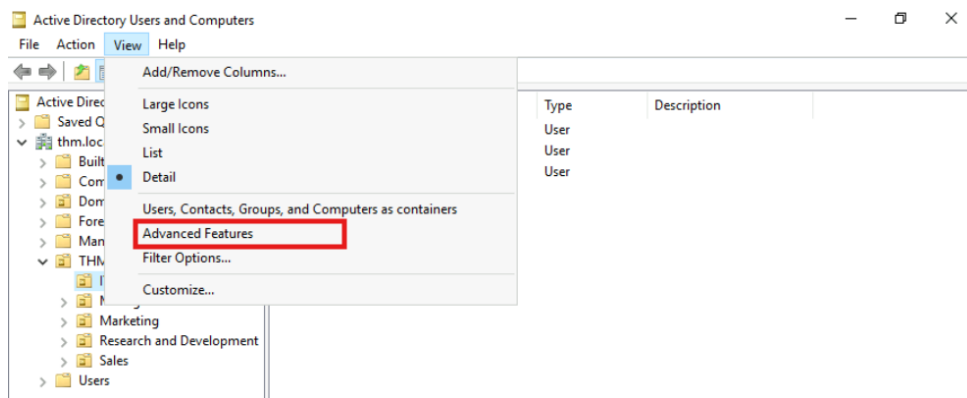 Active Directory Users and Computers
File Action View Help
Add/Remove Columns...
Large Icons
Small Icons
List
Detail
Users, Contacts, Groups, and Computers as containers
Advanced Features
Filter Options...
Customize...
Active Direc
Saved Q
thm.loc
Built
Com
Dom
Fore
Man
THM
Marketing
Research and Development
Sales
Users
Type Description
User
User
User